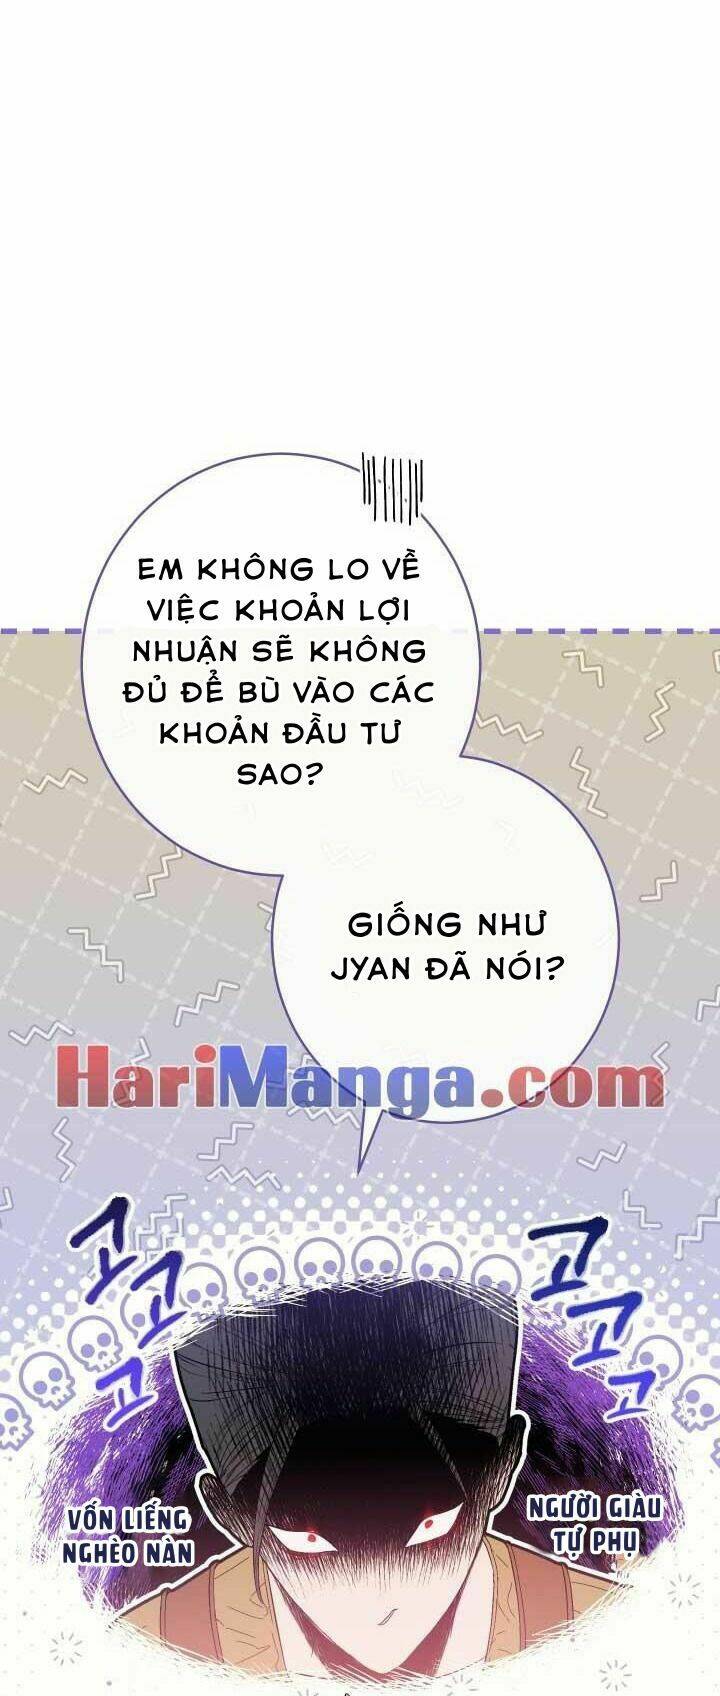 EM KHÔNG LO VỀ
VIỆC KHOẢN LỢI
NHUẬN SẼ KHÔNG
ĐỦ ĐỂ BÙ VÀO CÁC
KHOẢN ĐẦU TƯ
SAO?
GIỐNG NHƯ
JYAN ĐÃ NÓI?
HariManga.com
고
고
고
고
고
고
VỐN LIẾNG
NGHÈO NÀN
NGƯỜI GIÀU
TỰ PHỤ